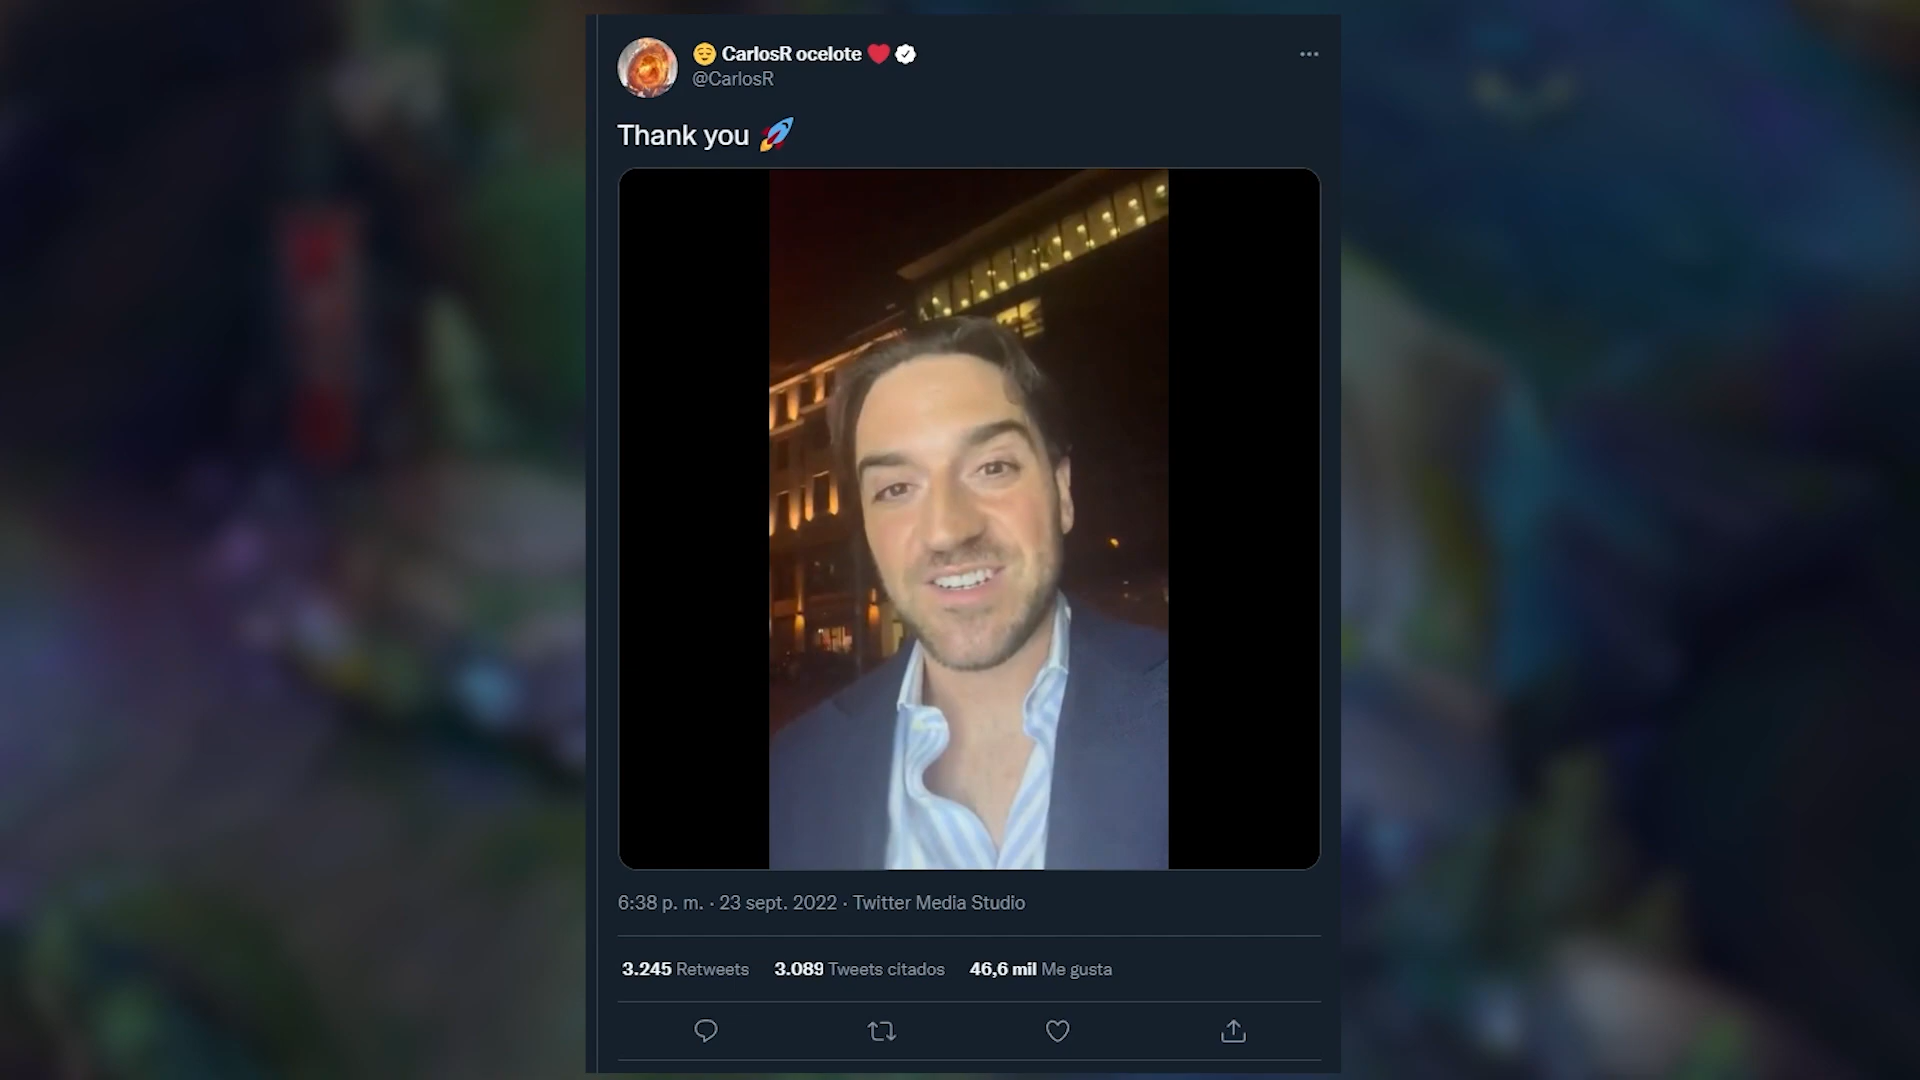 😌 CarlosR ocelote ❤️
@CarlosR
Thank you 🚀
6:38 p. m. · 23 sept. 2022 · Twitter Media Studio
3.245 Retweets 3.089 Tweets citados 46,6 mil Me gusta